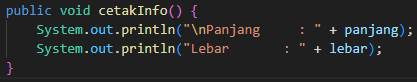 public void cetakInfo() {
    System.out.println("\nPanjang    : " + panjang);
    System.out.println("Lebar      : " + lebar);
}